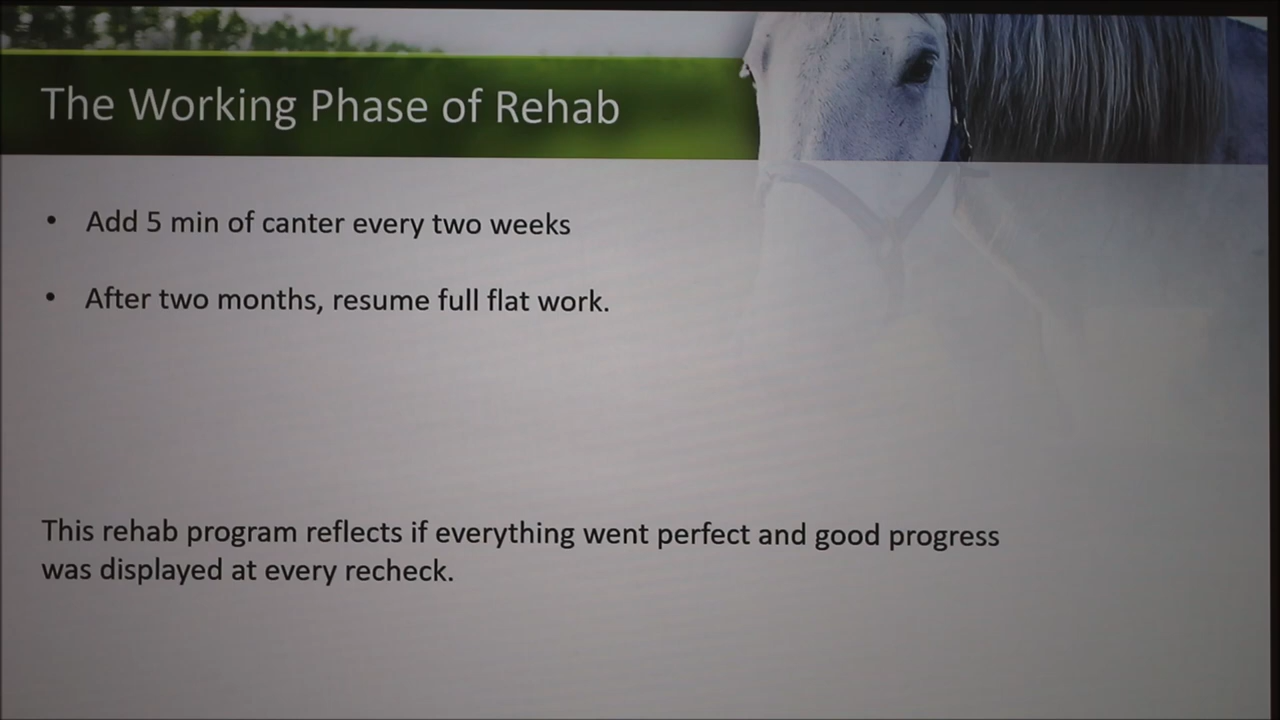 The Working Phase of Rehab
• Add 5 min of canter every two weeks
• After two months, resume full flat work.
This rehab program reflects if everything went perfect and good progress
was displayed at every recheck.